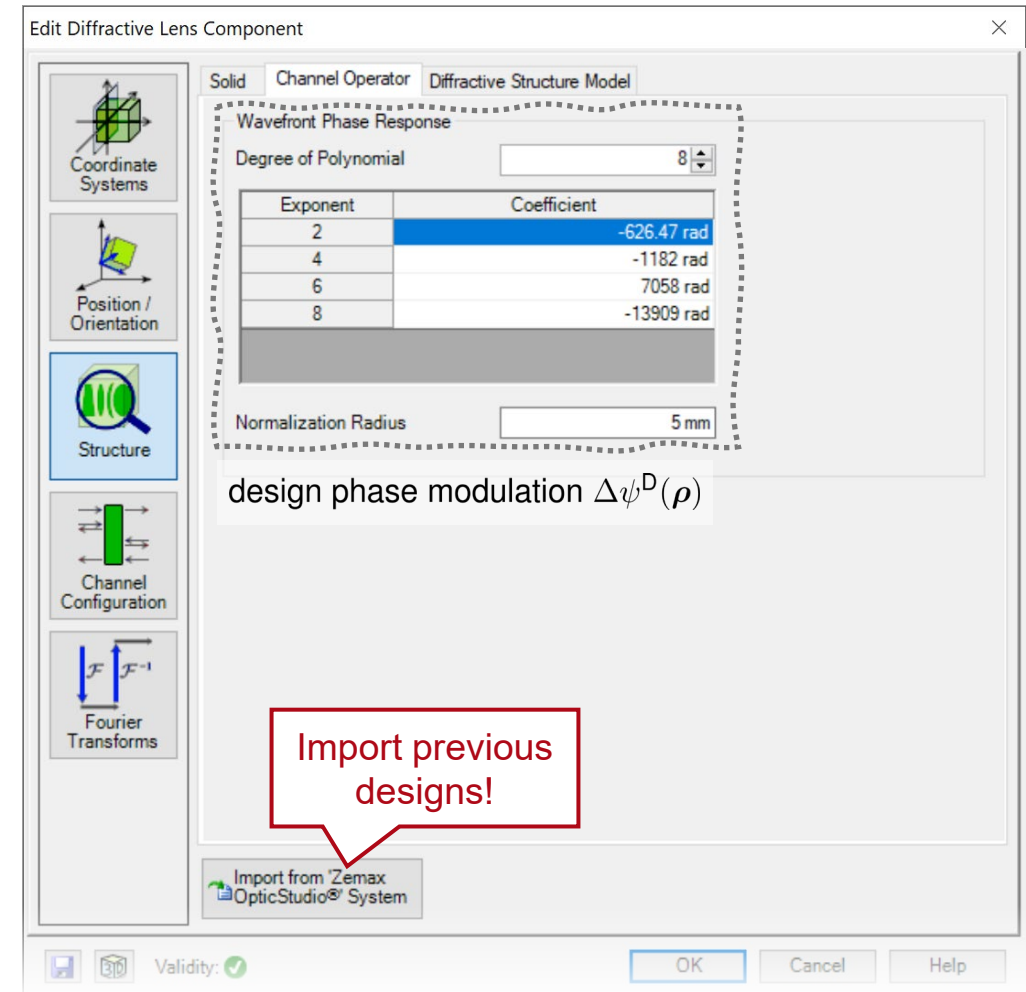 Edit Diffractive Lens Component
Coordinate
Systems
Position /
Orientation
Structure
Channel
Configuration
ℱ ℱ⁻¹
Fourier
Transforms
Solid Channel Operator Diffractive Structure Model
Wavefront Phase Response
Degree of Polynomial 8
Exponent Coefficient
2 -626.47 rad
4 -1182 rad
6 7058 rad
8 -13909 rad
Normalization Radius 5 mm
design phase modulation Δψᴰ(ρ)
Import previous
designs!
Import from 'Zemax
OpticStudio®' System
3D Validity: OK Cancel Help